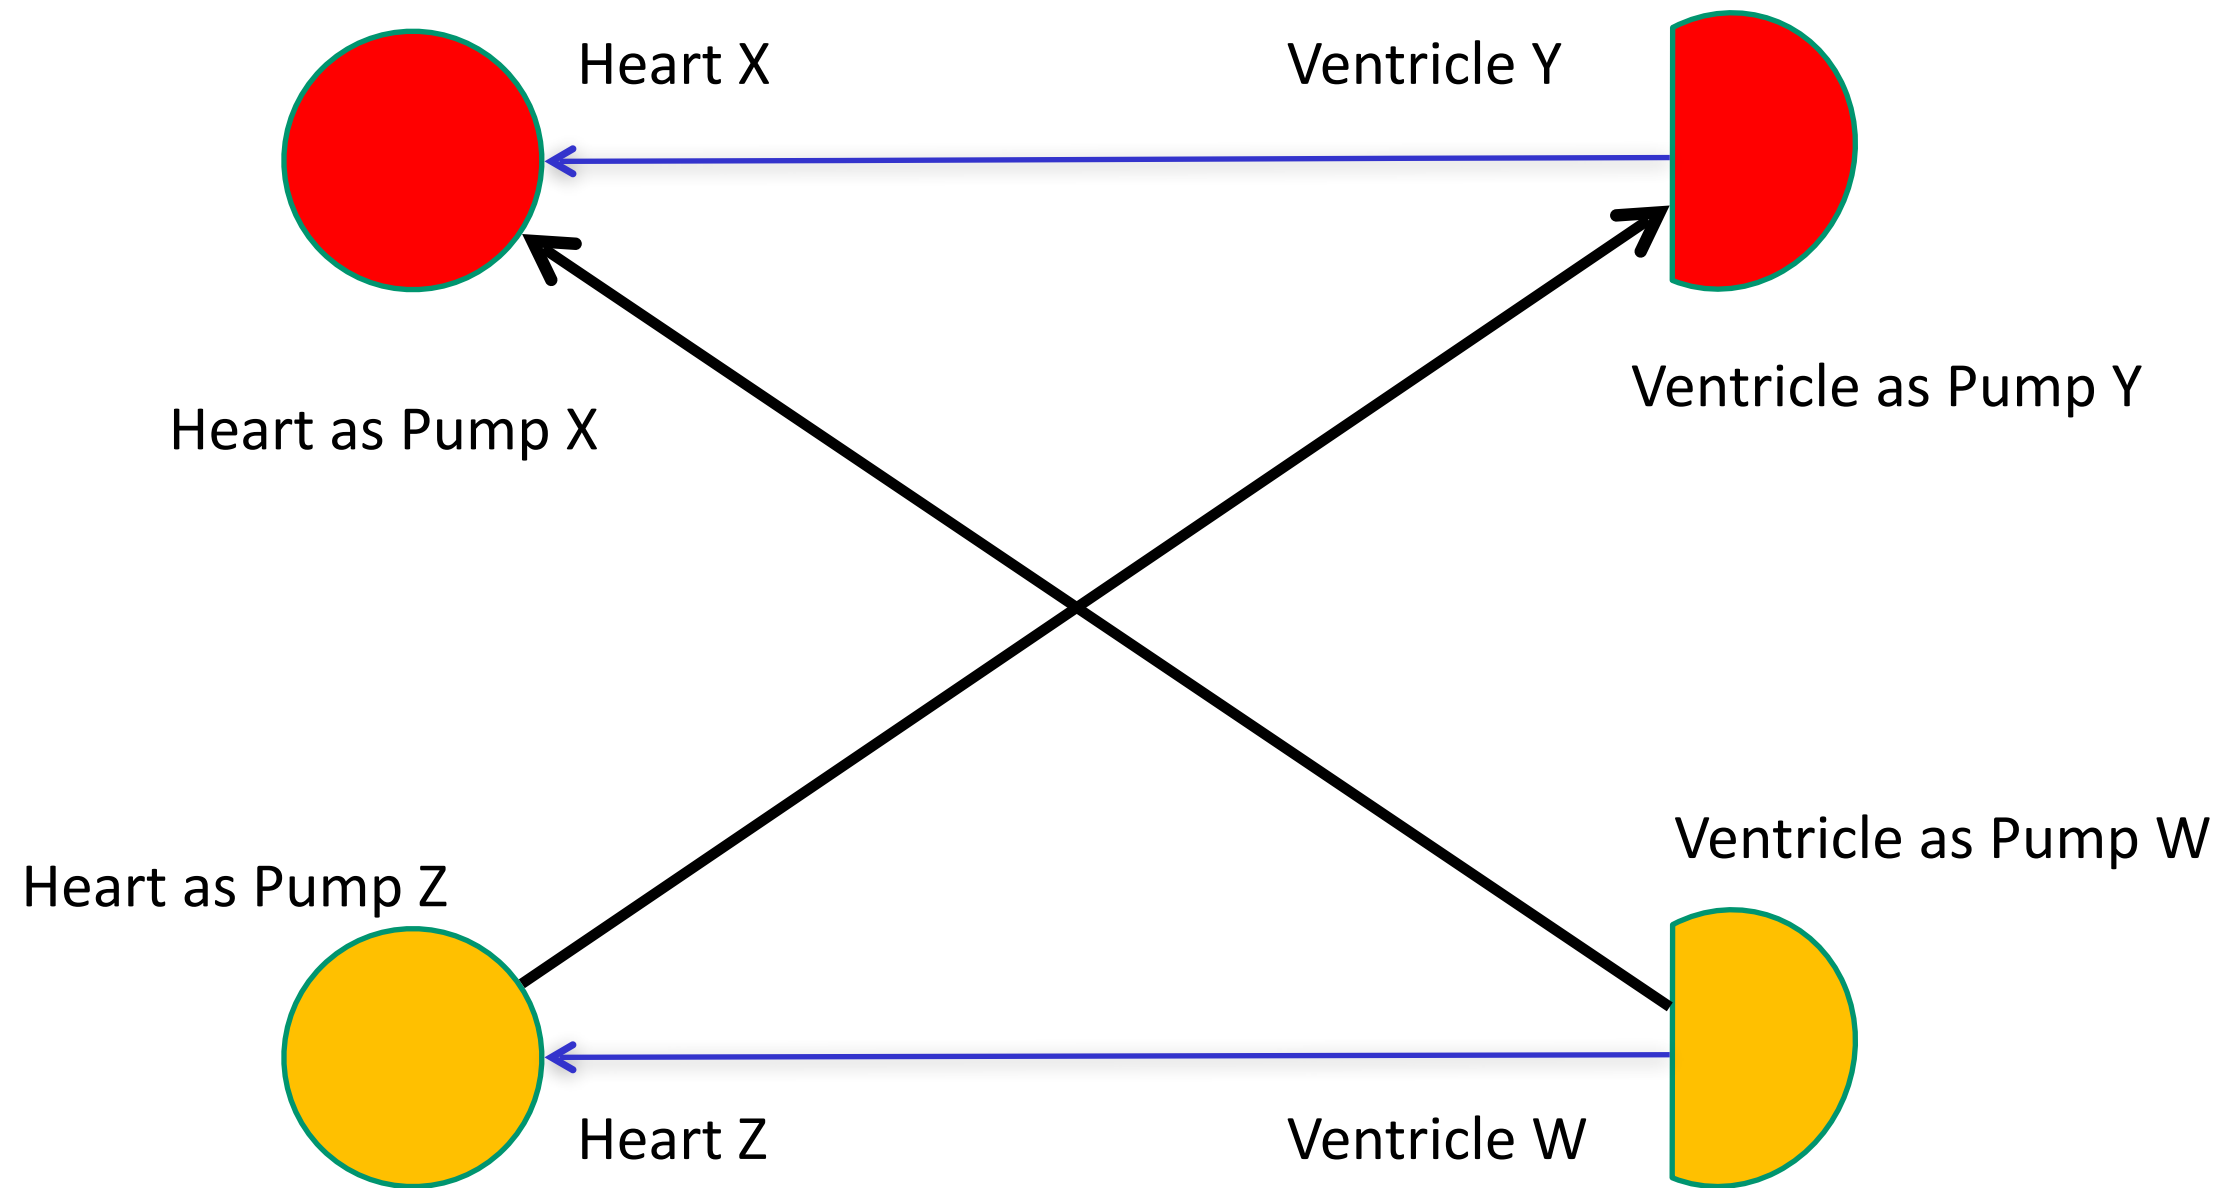 Heart X
Ventricle Y
Ventricle as Pump Y
Heart as Pump X
Ventricle as Pump W
Heart as Pump Z
Heart Z
Ventricle W